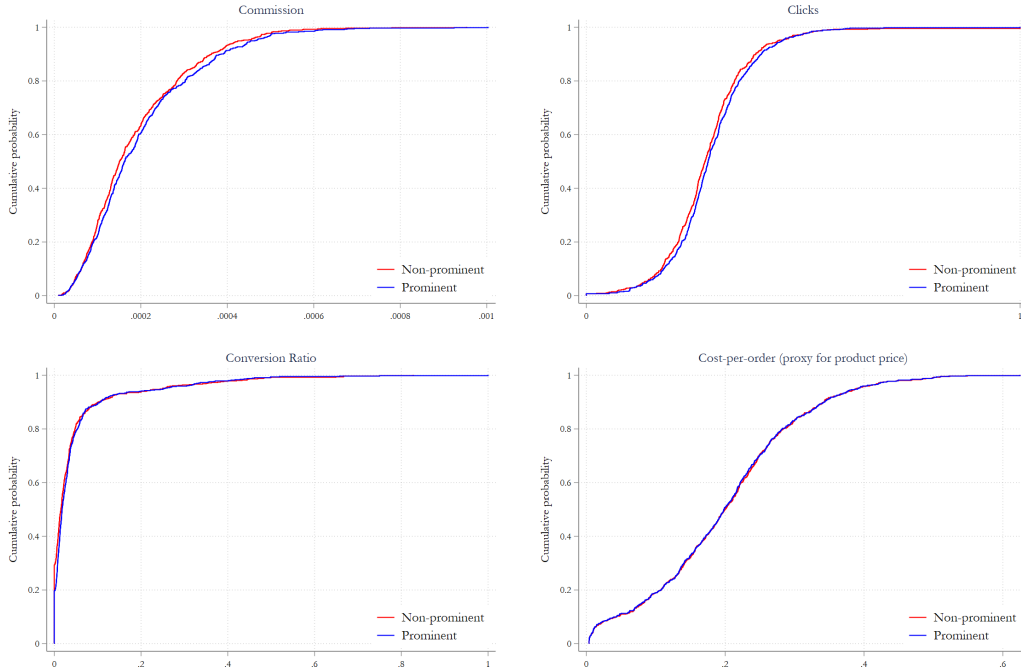 Commission
Cumulative probability
1
0.8
0.6
0.4
0.2
0
0 .0002 .0004 .0006 .0008 .001
Non-prominent
Prominent
Clicks
Cumulative probability
1
0.8
0.6
0.4
0.2
0
0 1
Non-prominent
Prominent
Conversion Ratio
Cumulative probability
1
0.8
0.6
0.4
0.2
0
0 .2 .4 .6 .8 1
Non-prominent
Prominent
Cost-per-order (proxy for product price)
Cumulative probability
1
0.8
0.6
0.4
0.2
0
0 .2 .4 .6
Non-prominent
Prominent